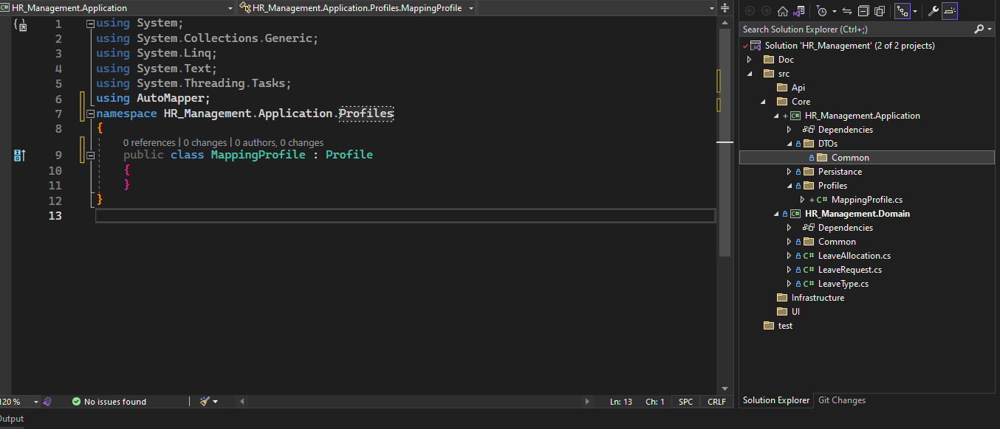 HR_Management.Application
HR_Management.Application.Profiles.MappingProfile
1 using System;
2 using System.Collections.Generic;
3 using System.Linq;
4 using System.Text;
5 using System.Threading.Tasks;
6 using AutoMapper;
7 namespace HR_Management.Application.Profiles
8 {
0 references | 0 changes | 0 authors, 0 changes
9 public class MappingProfile : Profile
10 {
11 }
12 }
13
120 %
No issues found
Ln: 13
Ch: 1
SPC
CRLF
Output
Search Solution Explorer (Ctrl+;)
Solution 'HR_Management' (2 of 2 projects)
Doc
src
Api
Core
C# HR_Management.Application
Dependencies
DTOs
Common
Persistance
Profiles
C# MappingProfile.cs
C# HR_Management.Domain
Dependencies
Common
C# LeaveAllocation.cs
C# LeaveRequest.cs
C# LeaveType.cs
Infrastructure
UI
test
Solution Explorer
Git Changes